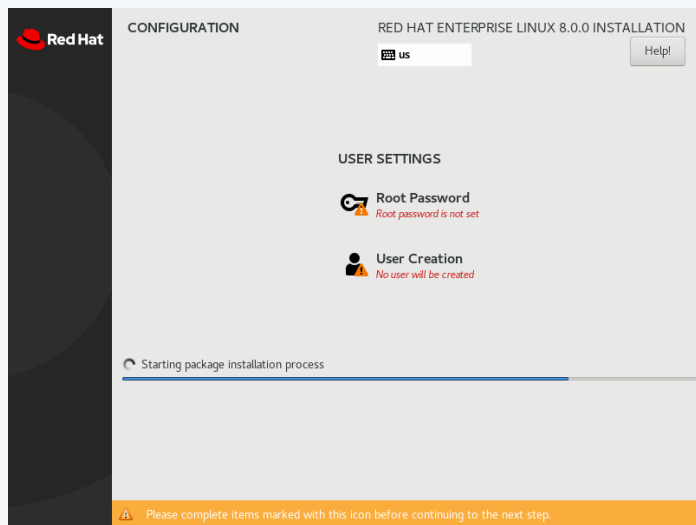 Red Hat
CONFIGURATION
RED HAT ENTERPRISE LINUX 8.0.0 INSTALLATION
us
Help!
USER SETTINGS
Root Password
Root password is not set
User Creation
No user will be created
Starting package installation process
Please complete items marked with this icon before continuing to the next step.